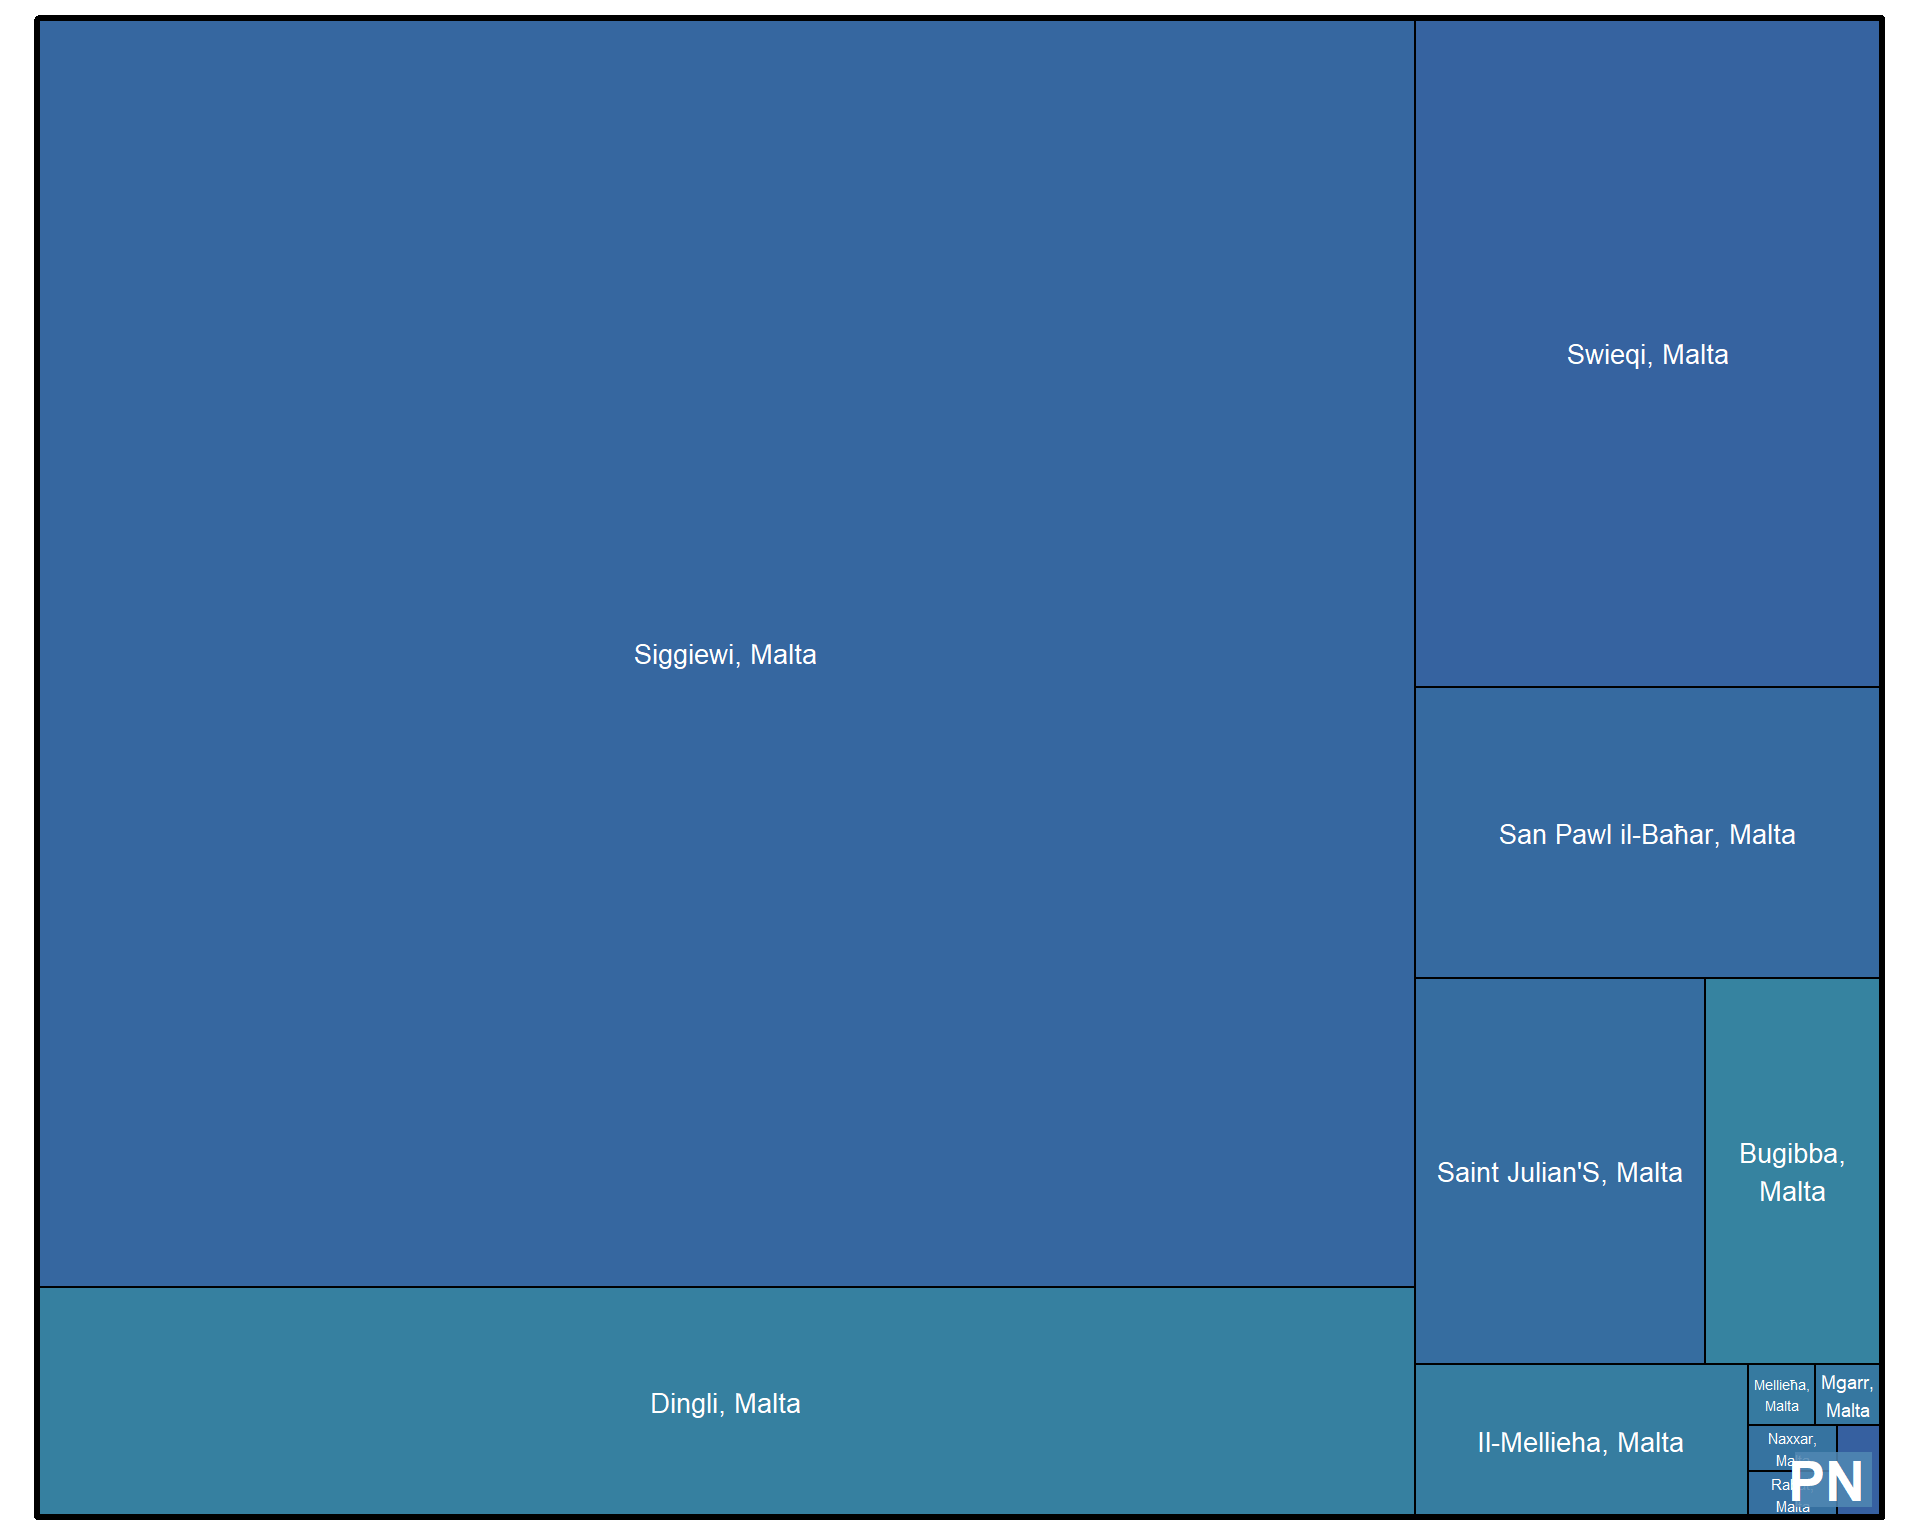 Swieqi, Malta
Siggiewi, Malta
San Pawl il-Baħar, Malta
Saint Julian'S, Malta
Bugibba,
Malta
Dingli, Malta
Il-Mellieha, Malta
Mellieħa,
Malta
Mgarr,
Malta
Naxxar,
Malta
PN